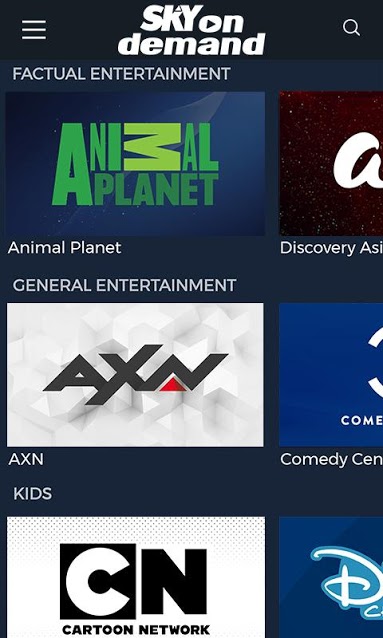 SKY on
demand
FACTUAL ENTERTAINMENT
ANIMAL
PLANET
a
Animal Planet
Discovery Asi
GENERAL ENTERTAINMENT
AXN
COME
AXN
Comedy Cen
KIDS
CN
CARTOON NETWORK
D